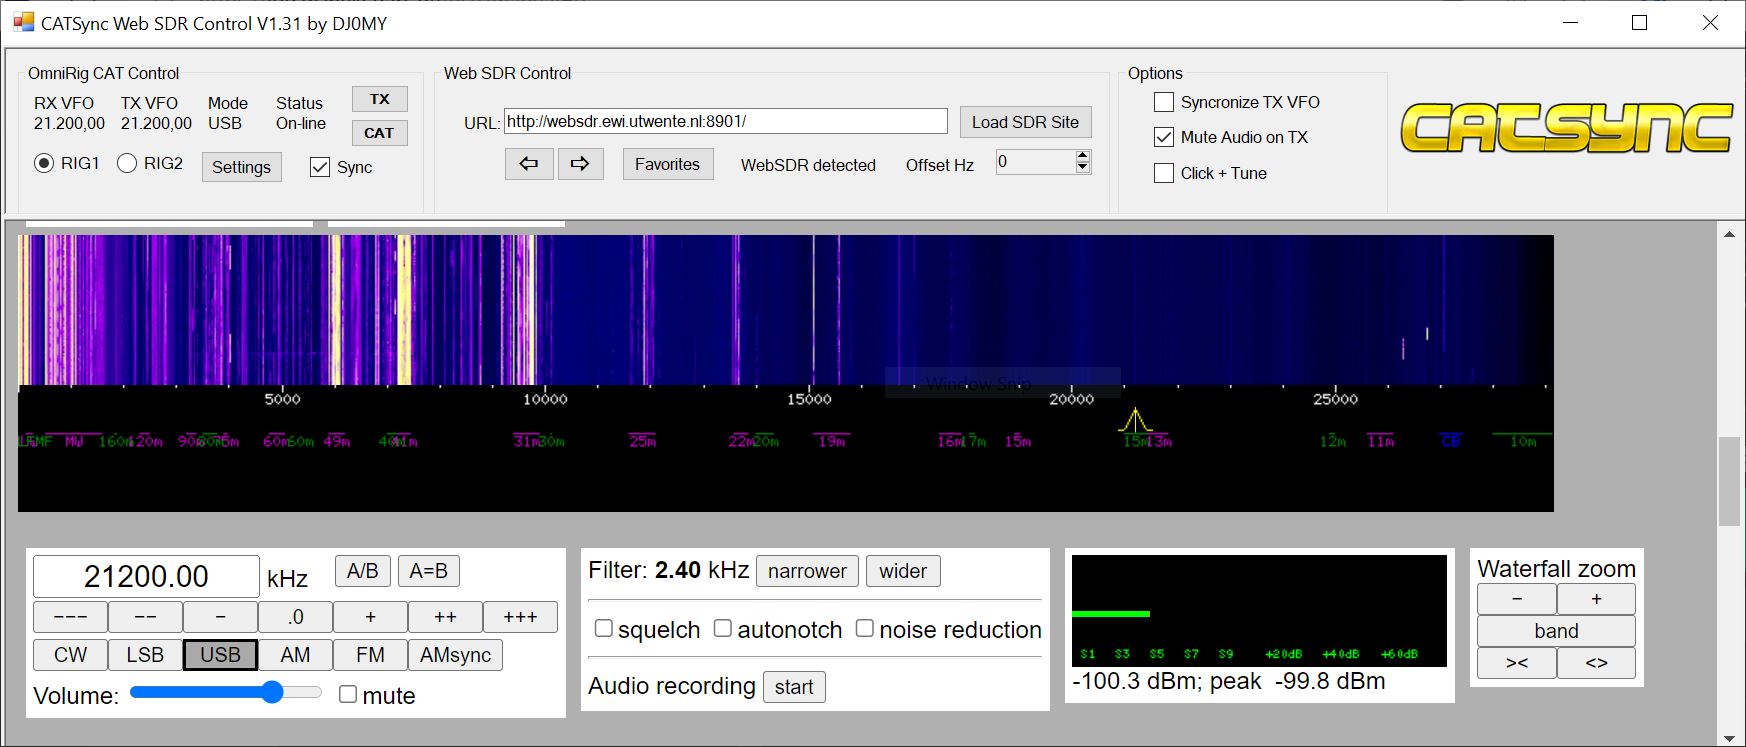 CATSync Web SDR Control V1.31 by DJ0MY
OmniRig CAT Control
RX VFO TX VFO Mode Status TX
21.200,00 21.200,00 USB On-line
CAT
RIG1 RIG2 Settings Sync
Web SDR Control
URL: http://websdr.ewi.utwente.nl:8901/ Load SDR Site
Favorites WebSDR detected Offset Hz 0
Options
Syncronize TX VFO
Mute Audio on TX
Click + Tune
CATSYNC
Window Snip
5000 10000 15000 20000 25000
MW 160m 120m 90m 75m 60m 60m 49m 31m 30m 25m 22m 20m 19m 16m 17m 15m 15m 13m 12m 11m CB 10m
21200.00 kHz A/B A=B
--- -- - .0 + ++ +++
CW LSB USB AM FM AMsync
Volume: mute
Filter: 2.40 kHz narrower wider
squelch autonotch noise reduction
Audio recording start
S1 S3 S5 S7 S9 +20dB +40dB +60dB
-100.3 dBm; peak -99.8 dBm
Waterfall zoom
- +
band
>< <>